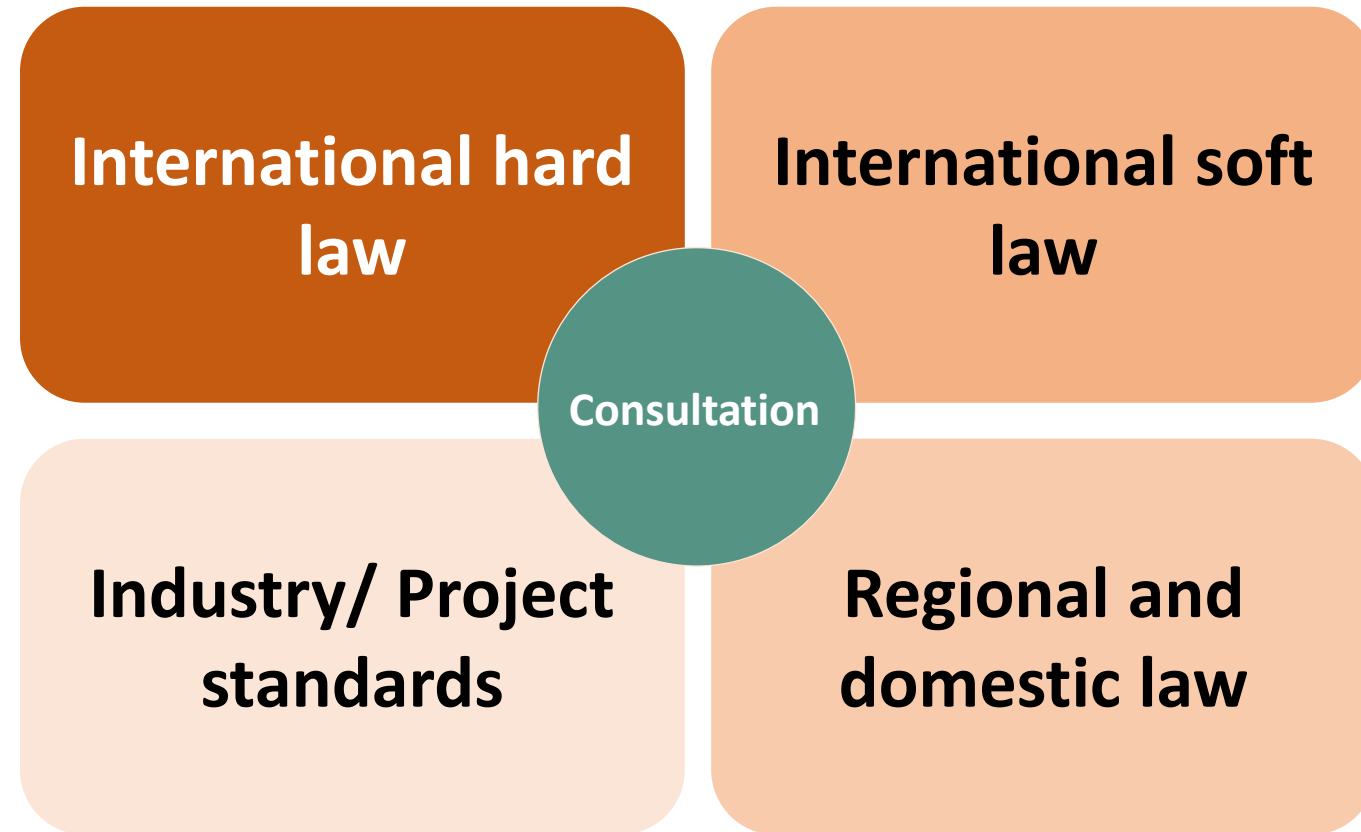 International hard
law
International soft
law
Consultation
Industry/ Project
standards
Regional and
domestic law